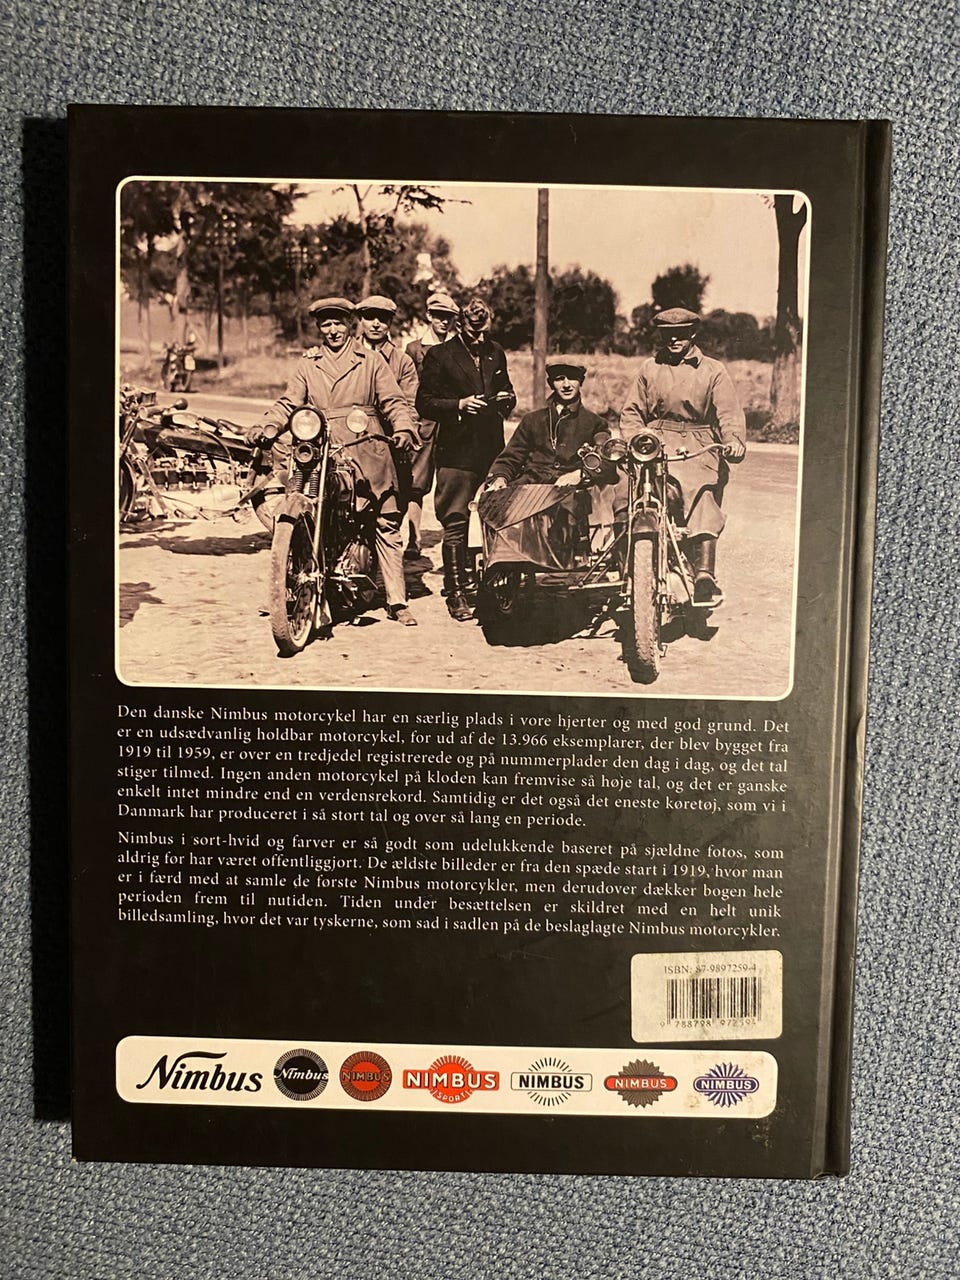 Den danske Nimbus motorcykel har en særlig plads i vore hjerter og med god grund. Det
er en udsædvanlig holdbar motorcykel, for ud af de 13.966 eksemplarer, der blev bygget fra
1919 til 1959, er over en tredjedel registrerede og på nummerplader den dag i dag, og det tal
stiger tilmed. Ingen anden motorcykel på kloden kan fremvise så høje tal, og det er ganske
enkelt intet mindre end en verdensrekord. Samtidig er det også det eneste køretøj, som vi i
Danmark har produceret i så stort tal og over så lang en periode.
Nimbus i sort-hvid og farver er så godt som udelukkende baseret på sjældne fotos, som
aldrig før har været offentliggjort. De ældste billeder er fra den spæde start i 1919, hvor man
er i færd med at samle de første Nimbus motorcykler, men derudover dækker bogen hele
perioden frem til nutiden. Tiden under besættelsen er skildret med en helt unik
billedsamling, hvor det var tyskerne, som sad i sadlen på de beslaglagte Nimbus motorcykler.
ISBN: 87-9897259-4
9 788798 972594
Nimbus Nimbus NIMBUS NIMBUS NIMBUS NIMBUS NIMBUS
SPORT